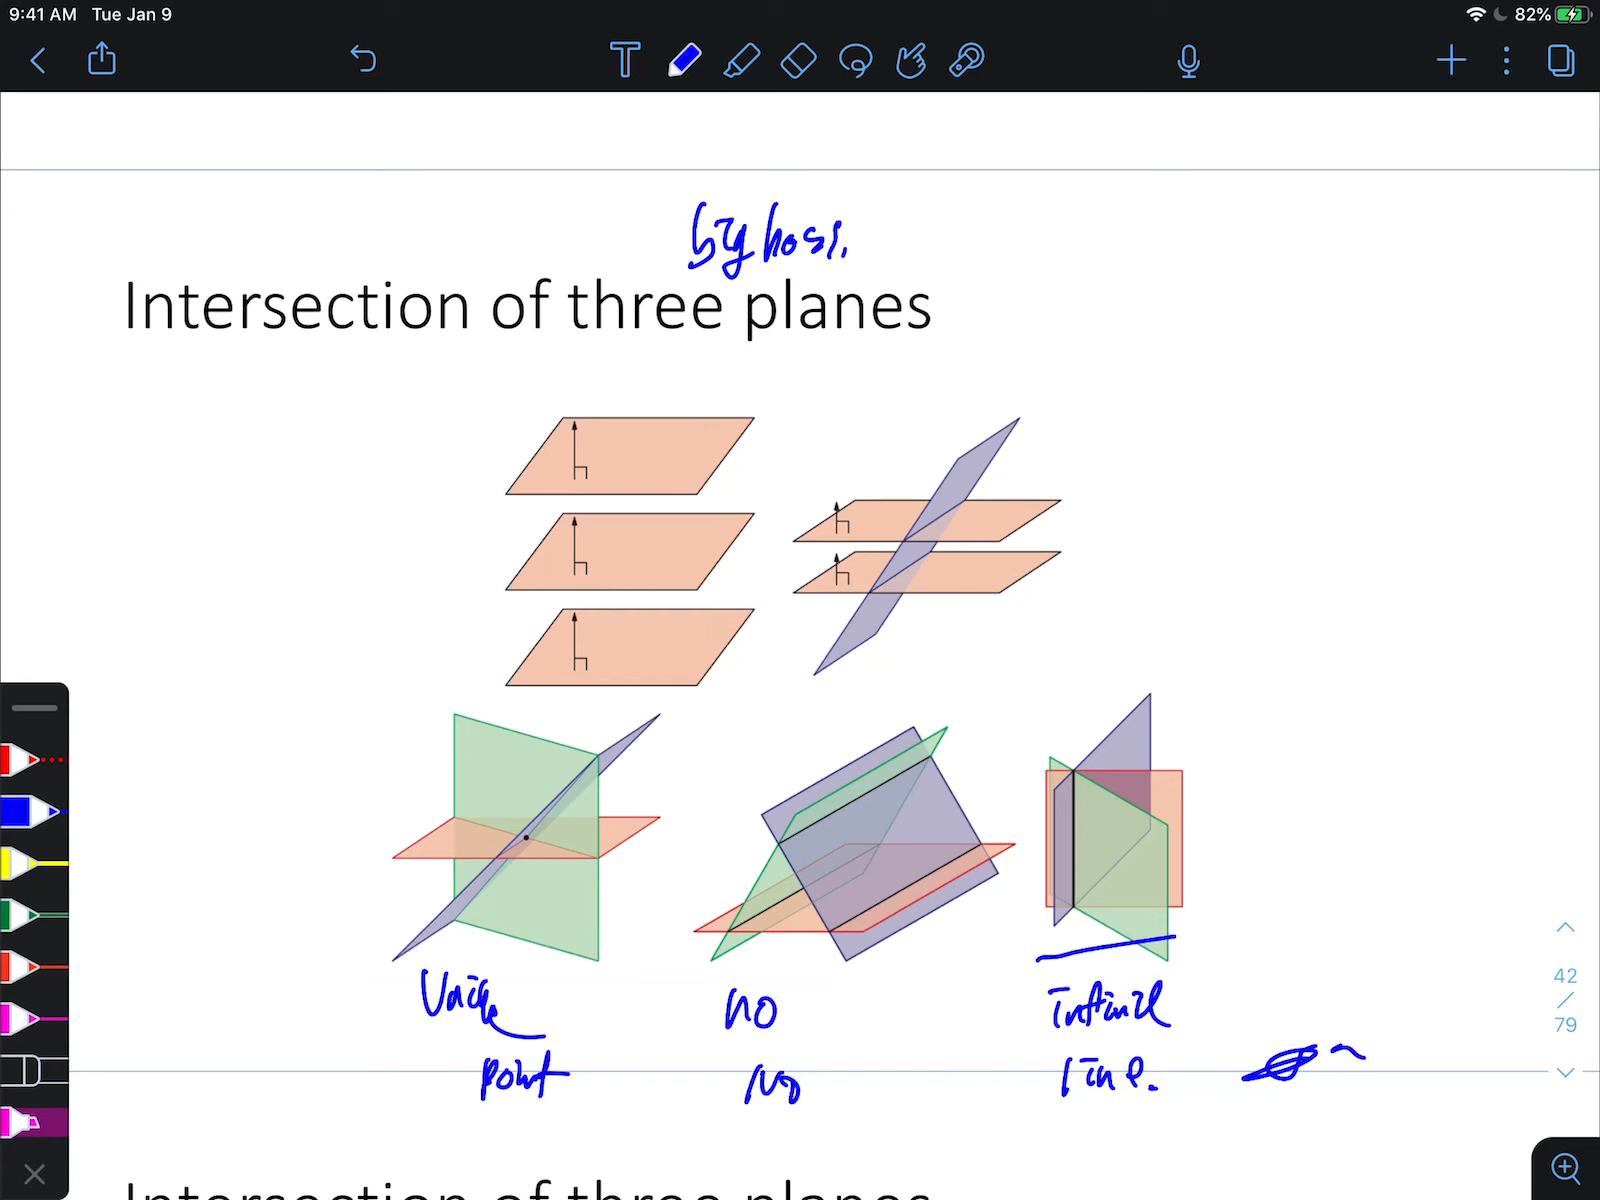 9:41 AM Tue Jan 9
82%
T
Intersection of three planes
Unique
no
infinite
point
No
line.
42
/
79
Intersection of three planes